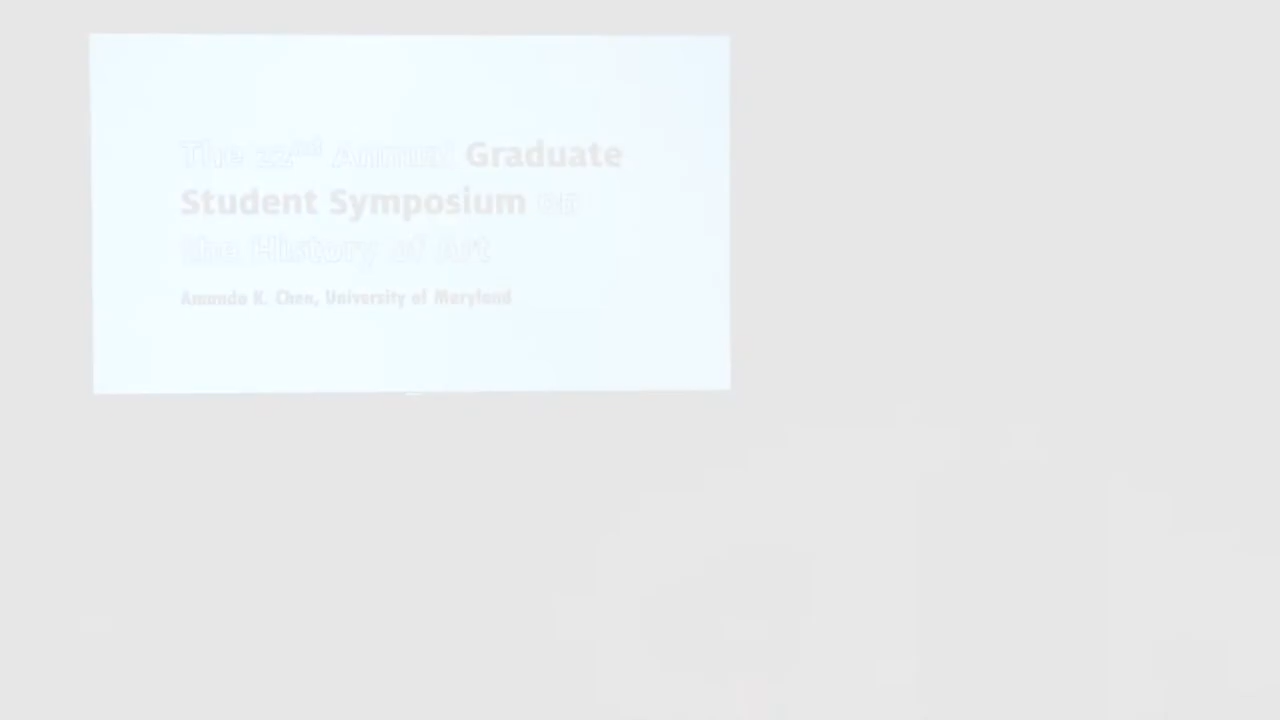 The 22nd Annual Graduate
Student Symposium on
the History of Art
Amanda K. Chen, University of Maryland